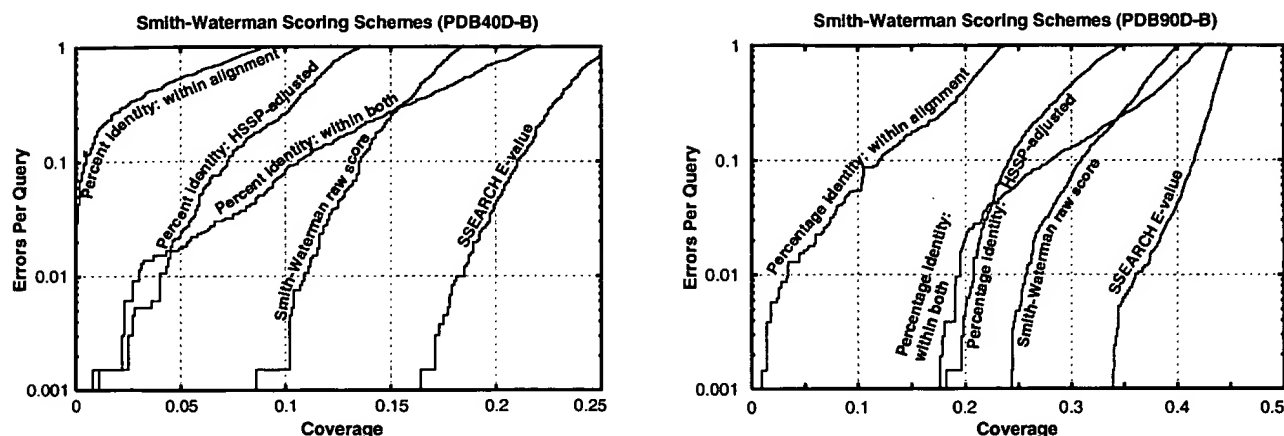 Smith-Waterman Scoring Schemes (PDB40D-B)
1
0.1
0.01
0.001
Errors Per Query
Percent Identity: within alignment
Percent Identity: HSSP-adjusted
Percent Identity: within both
Smith-Waterman raw score
SSEARCH E-value
0
0.05
0.1
0.15
0.2
0.25
Coverage
Smith-Waterman Scoring Schemes (PDB90D-B)
1
0.1
0.01
0.001
Errors Per Query
Percentage Identity: within alignment
Percentage Identity:
within both
Percentage Identity: HSSP-adjusted
Smith-Waterman raw score
SSEARCH E-value
0
0.1
0.2
0.3
0.4
0.5
Coverage